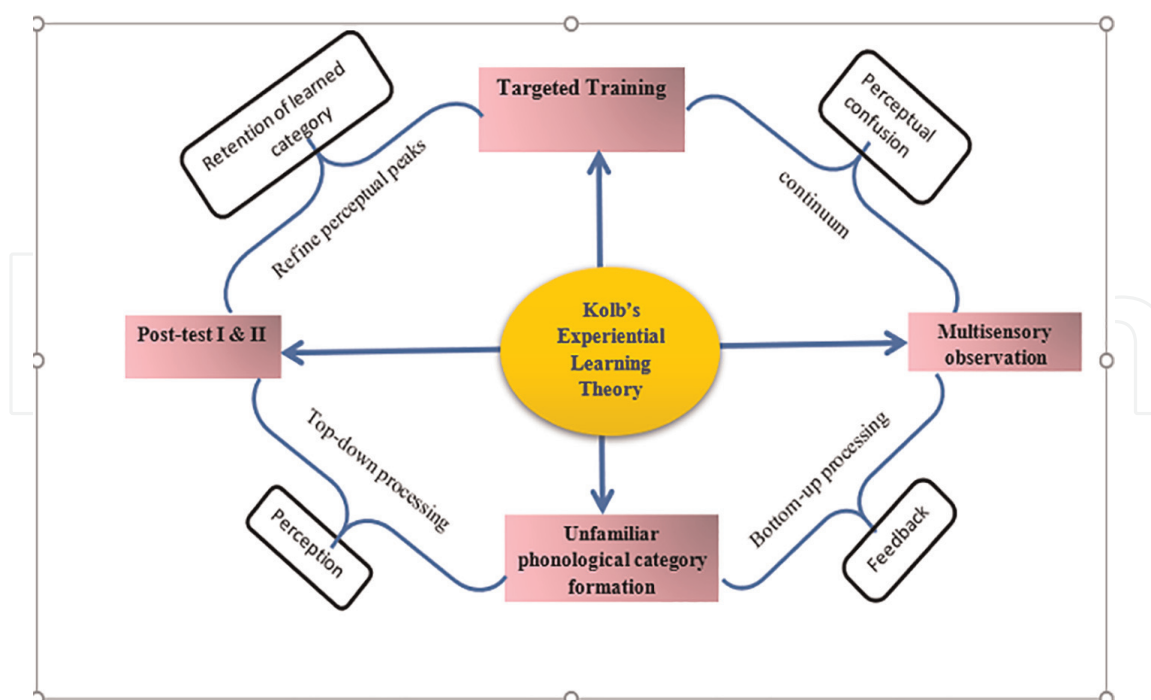 Targeted Training
Retention of learned
category
Perceptual
confusion
Refine perceptual peaks
continuum
Kolb's
Experiential
Learning
Theory
Post-test I & II
Multisensory
observation
Top-down processing
Bottom-up processing
Perception
Unfamiliar
phonological category
formation
Feedback